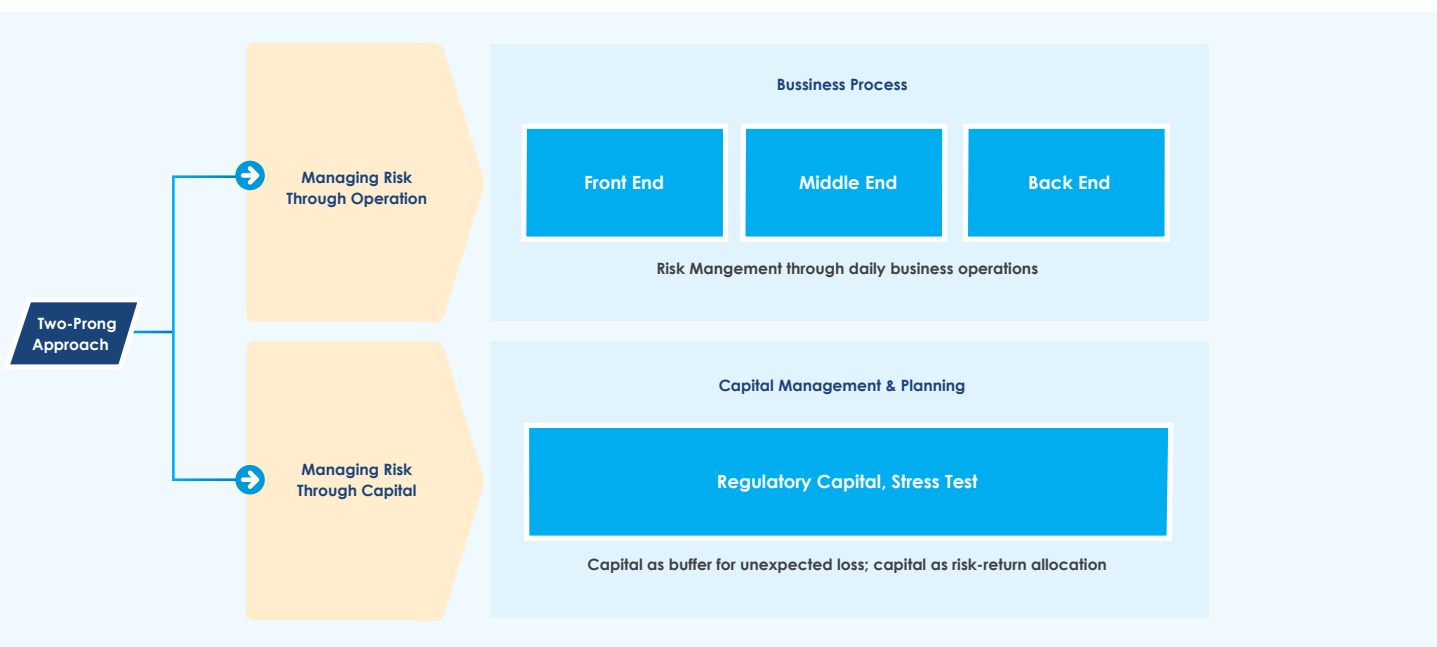 Two-Prong
Approach
Managing Risk
Through Operation
Bussiness Process
Front End
Middle End
Back End
Risk Mangement through daily business operations
Managing Risk
Through Capital
Capital Management & Planning
Regulatory Capital, Stress Test
Capital as buffer for unexpected loss; capital as risk-return allocation